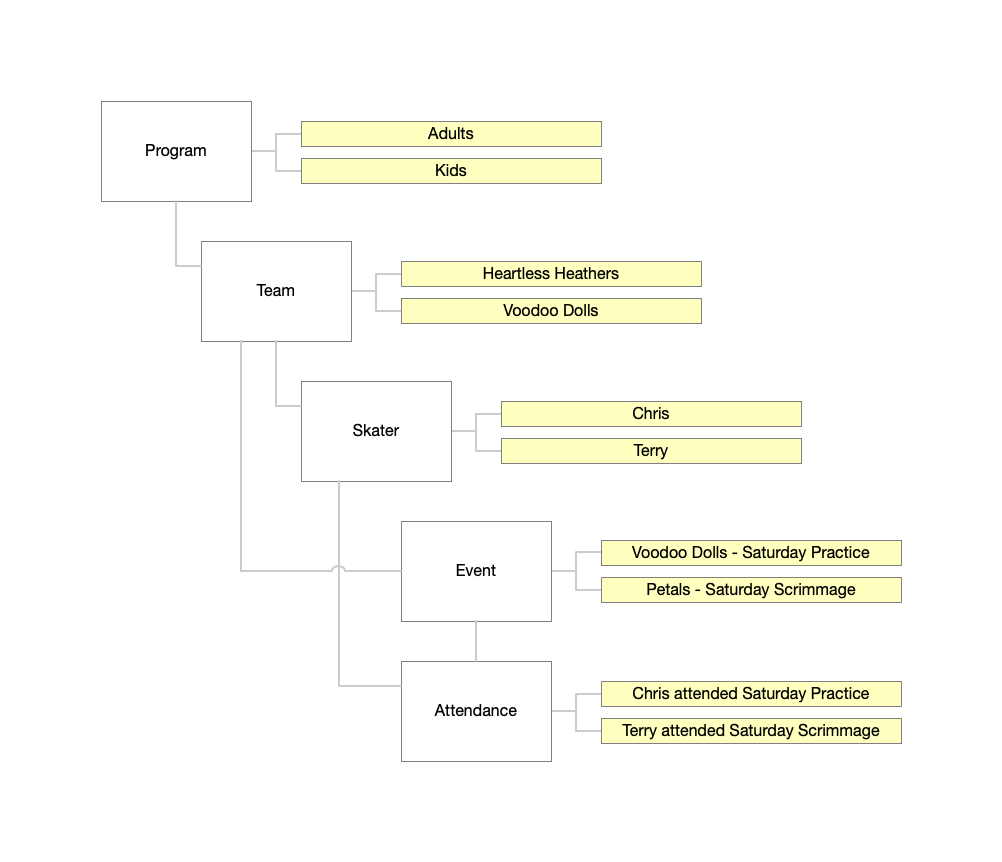 Program
Adults
Kids
Team
Heartless Heathers
Voodoo Dolls
Skater
Chris
Terry
Event
Voodoo Dolls - Saturday Practice
Petals - Saturday Scrimmage
Attendance
Chris attended Saturday Practice
Terry attended Saturday Scrimmage